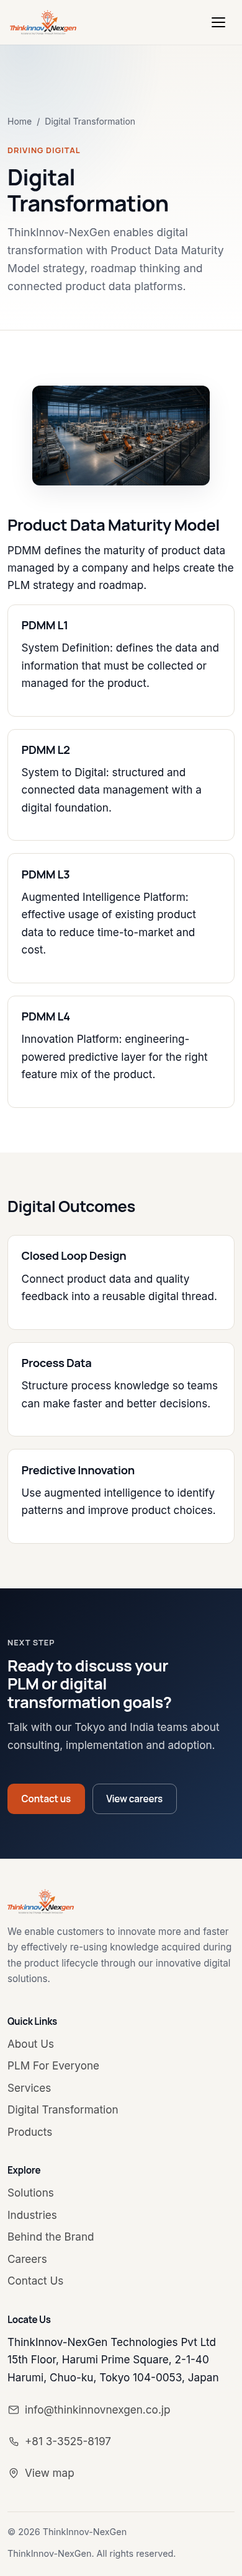 ThinkInnovXNexgen
Home / Digital Transformation
DRIVING DIGITAL
Digital
Transformation
ThinkInnov-NexGen enables digital
transformation with Product Data Maturity
Model strategy, roadmap thinking and
connected product data platforms.
Product Data Maturity Model
PDMM defines the maturity of product data
managed by a company and helps create the
PLM strategy and roadmap.
PDMM L1
System Definition: defines the data and
information that must be collected or
managed for the product.
PDMM L2
System to Digital: structured and
connected data management with a
digital foundation.
PDMM L3
Augmented Intelligence Platform:
effective usage of existing product
data to reduce time-to-market and
cost.
PDMM L4
Innovation Platform: engineering-
powered predictive layer for the right
feature mix of the product.
Digital Outcomes
Closed Loop Design
Connect product data and quality
feedback into a reusable digital thread.
Process Data
Structure process knowledge so teams
can make faster and better decisions.
Predictive Innovation
Use augmented intelligence to identify
patterns and improve product choices.
NEXT STEP
Ready to discuss your
PLM or digital
transformation goals?
Talk with our Tokyo and India teams about
consulting, implementation and adoption.
Contact us
View careers
ThinkInnovXNexgen
We enable customers to innovate more and faster
by effectively re-using knowledge acquired during
the product lifecycle through our innovative digital
solutions.
Quick Links
About Us
PLM For Everyone
Services
Digital Transformation
Products
Explore
Solutions
Industries
Behind the Brand
Careers
Contact Us
Locate Us
ThinkInnov-NexGen Technologies Pvt Ltd
15th Floor, Harumi Prime Square, 2-1-40
Harumi, Chuo-ku, Tokyo 104-0053, Japan
info@thinkinnovnexgen.co.jp
+81 3-3525-8197
View map
© 2026 ThinkInnov-NexGen
ThinkInnov-NexGen. All rights reserved.